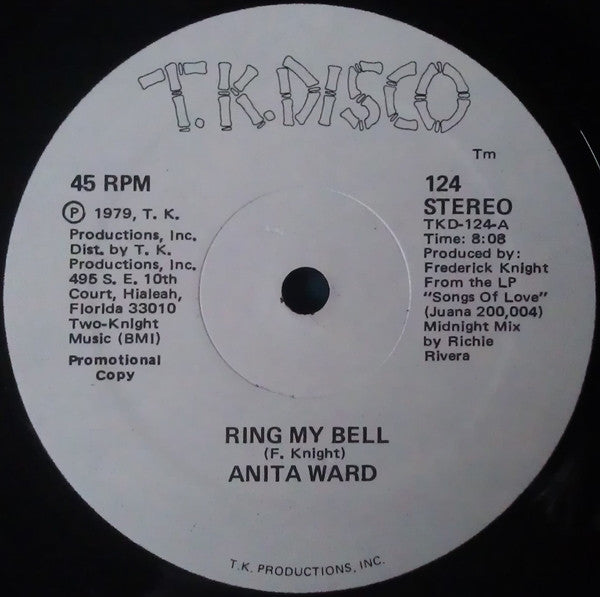 T.K.DISCO
Tm
45 RPM
Ⓟ 1979, T. K.
Productions, Inc.
Dist. by T. K.
Productions, Inc.
495 S. E. 10th
Court, Hialeah,
Florida 33010
Two-Knight
Music (BMI)
Promotional
Copy
124
STEREO
TKD-124-A
Time: 8:08
Produced by:
Frederick Knight
From the LP
"Songs Of Love"
(Juana 200,004)
Midnight Mix
by Richie
Rivera
RING MY BELL
(F. Knight)
ANITA WARD
T.K. PRODUCTIONS, INC.